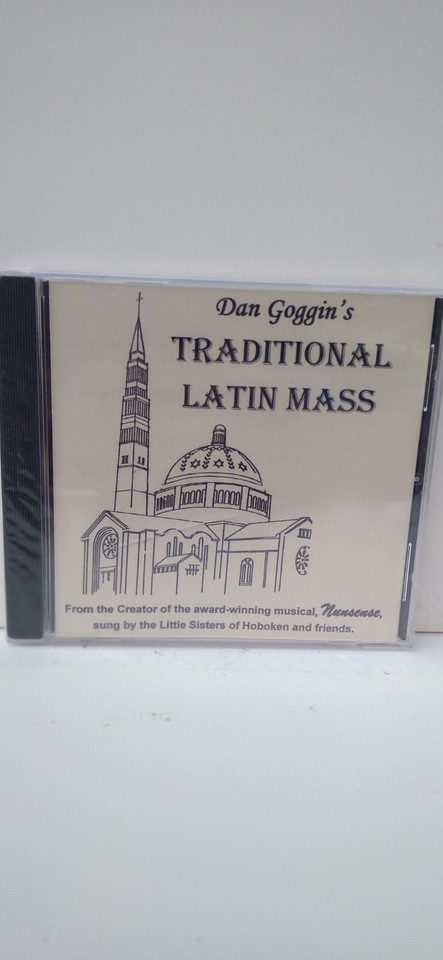 Dan Goggin's
TRADITIONAL
LATIN MASS
From the Creator of the award-winning musical, Nunsense,
sung by the Little Sisters of Hoboken and friends.